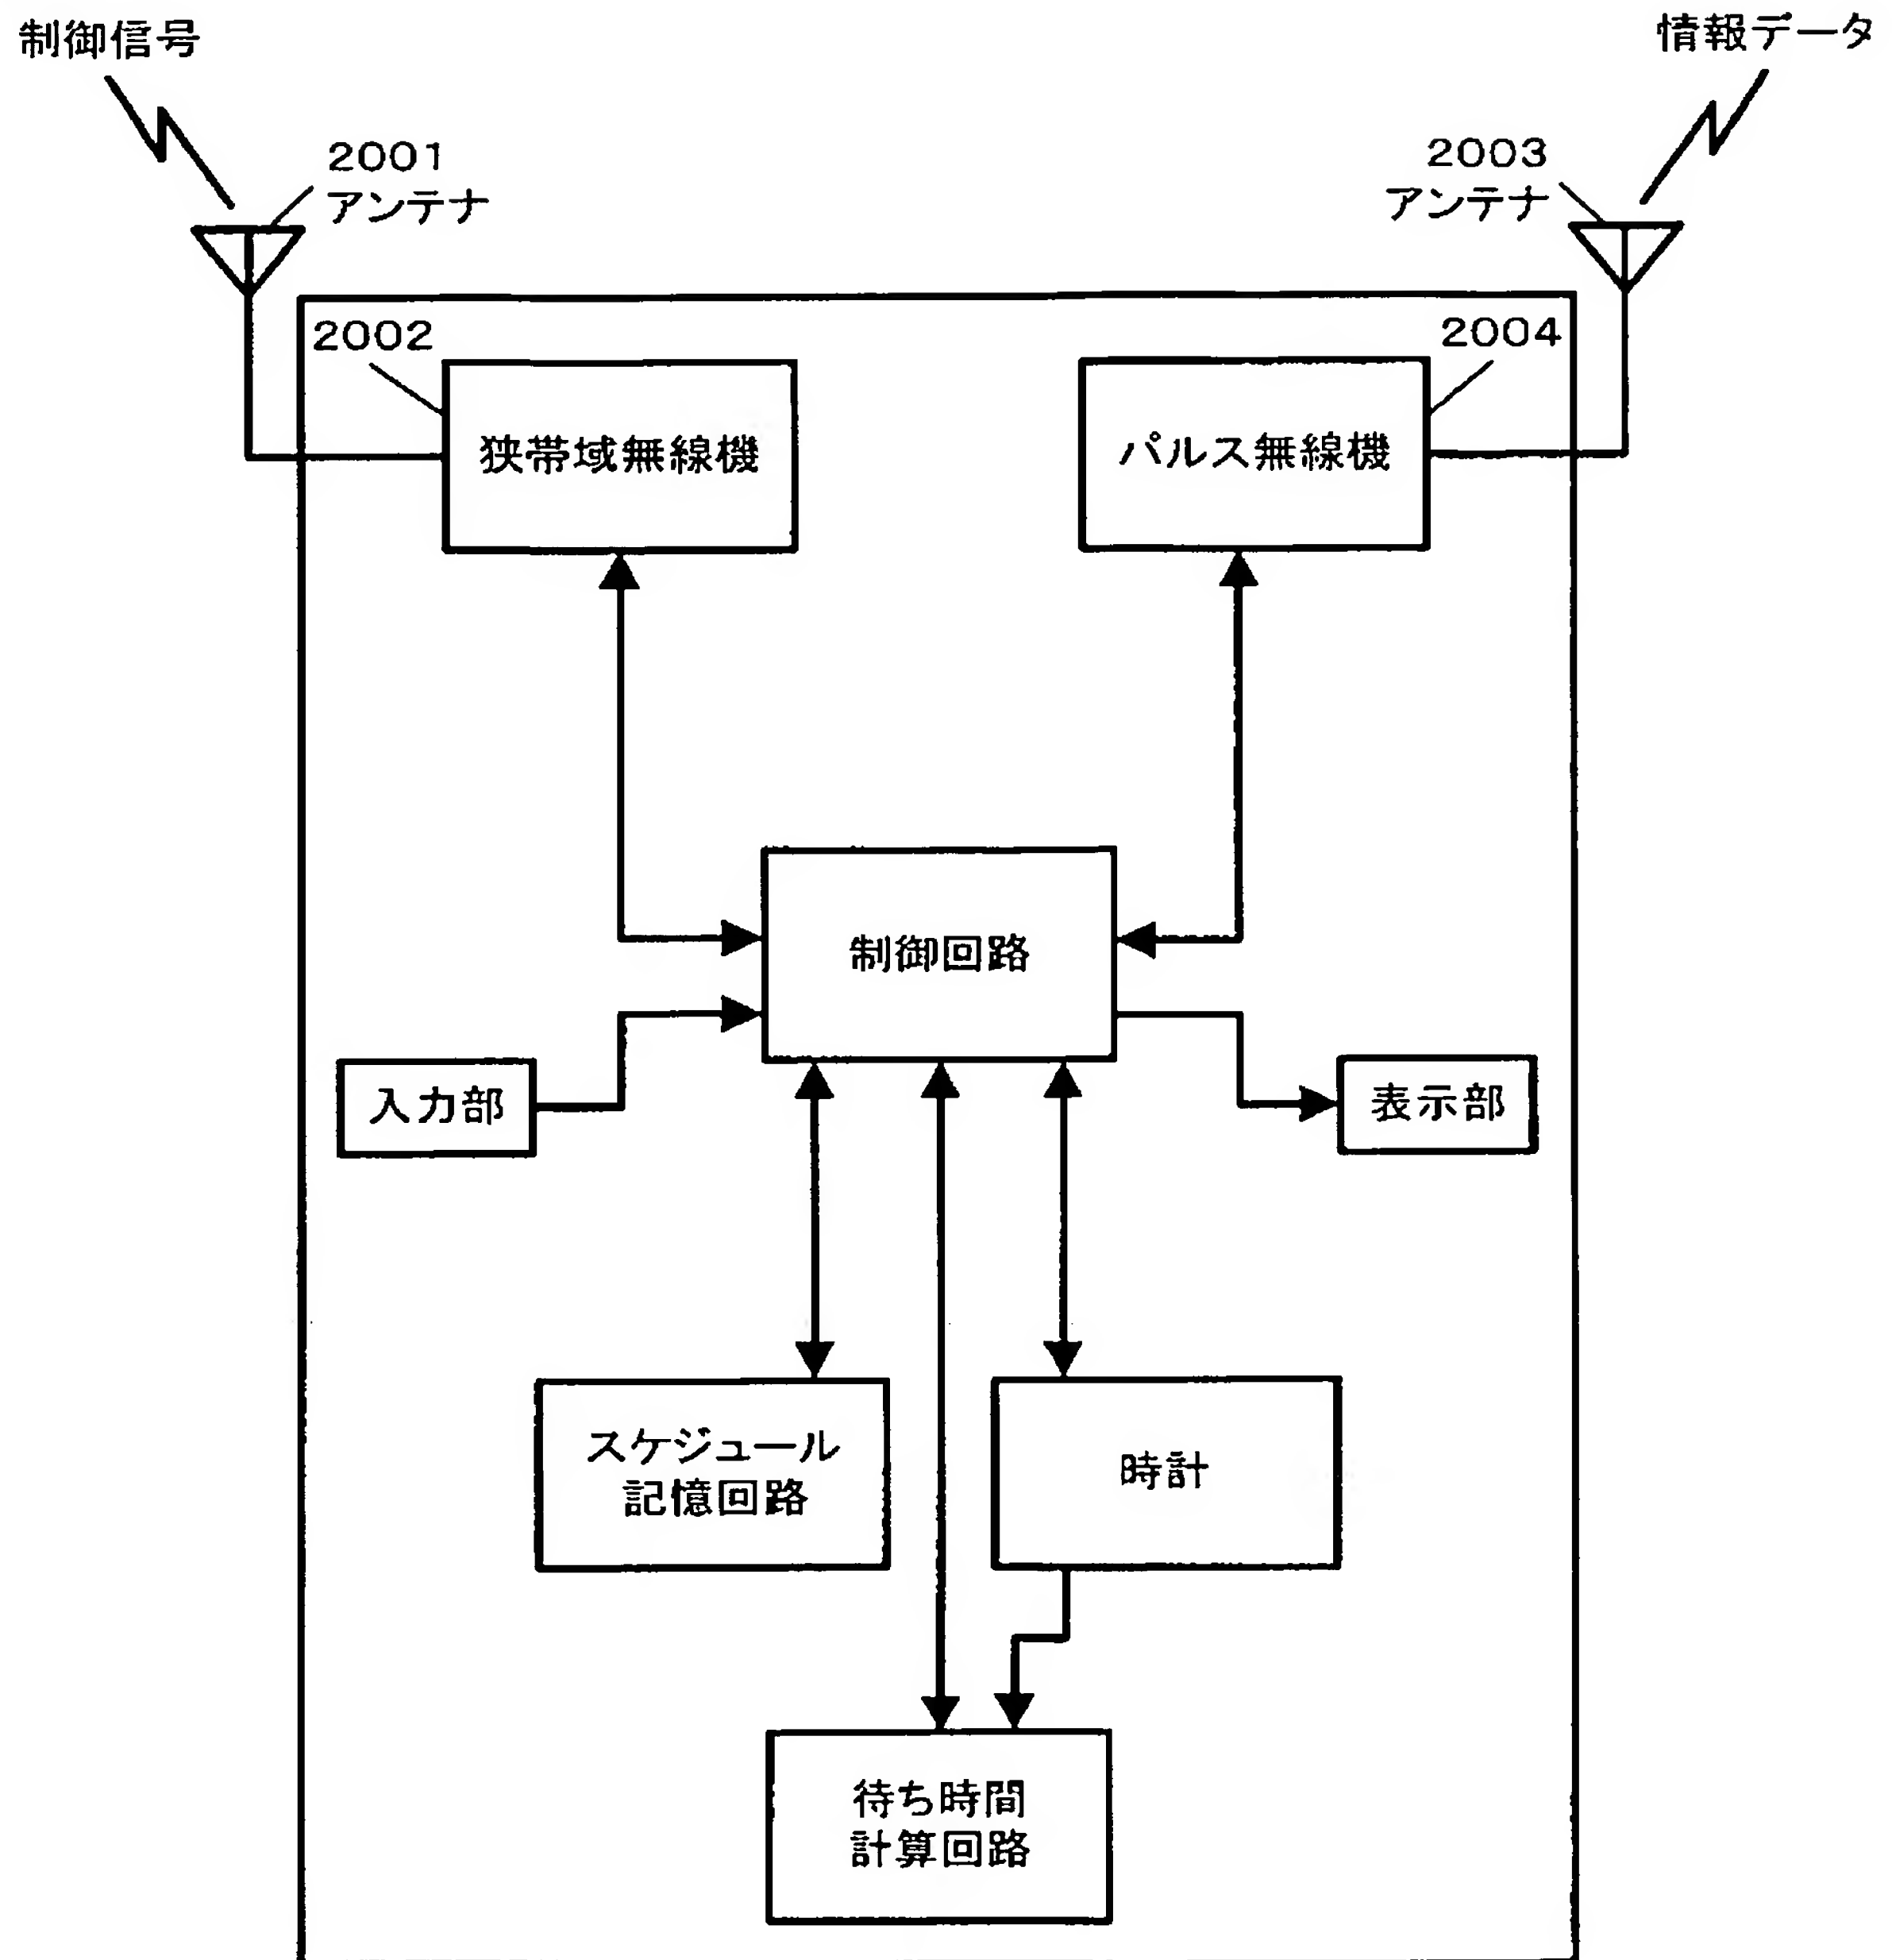 制御信号
情報データ
2001
アンテナ
2003
アンテナ
2002
2004
狭帯域無線機
パルス無線機
制御回路
入力部
表示部
スケジュール
記憶回路
時計
待ち時間
計算回路